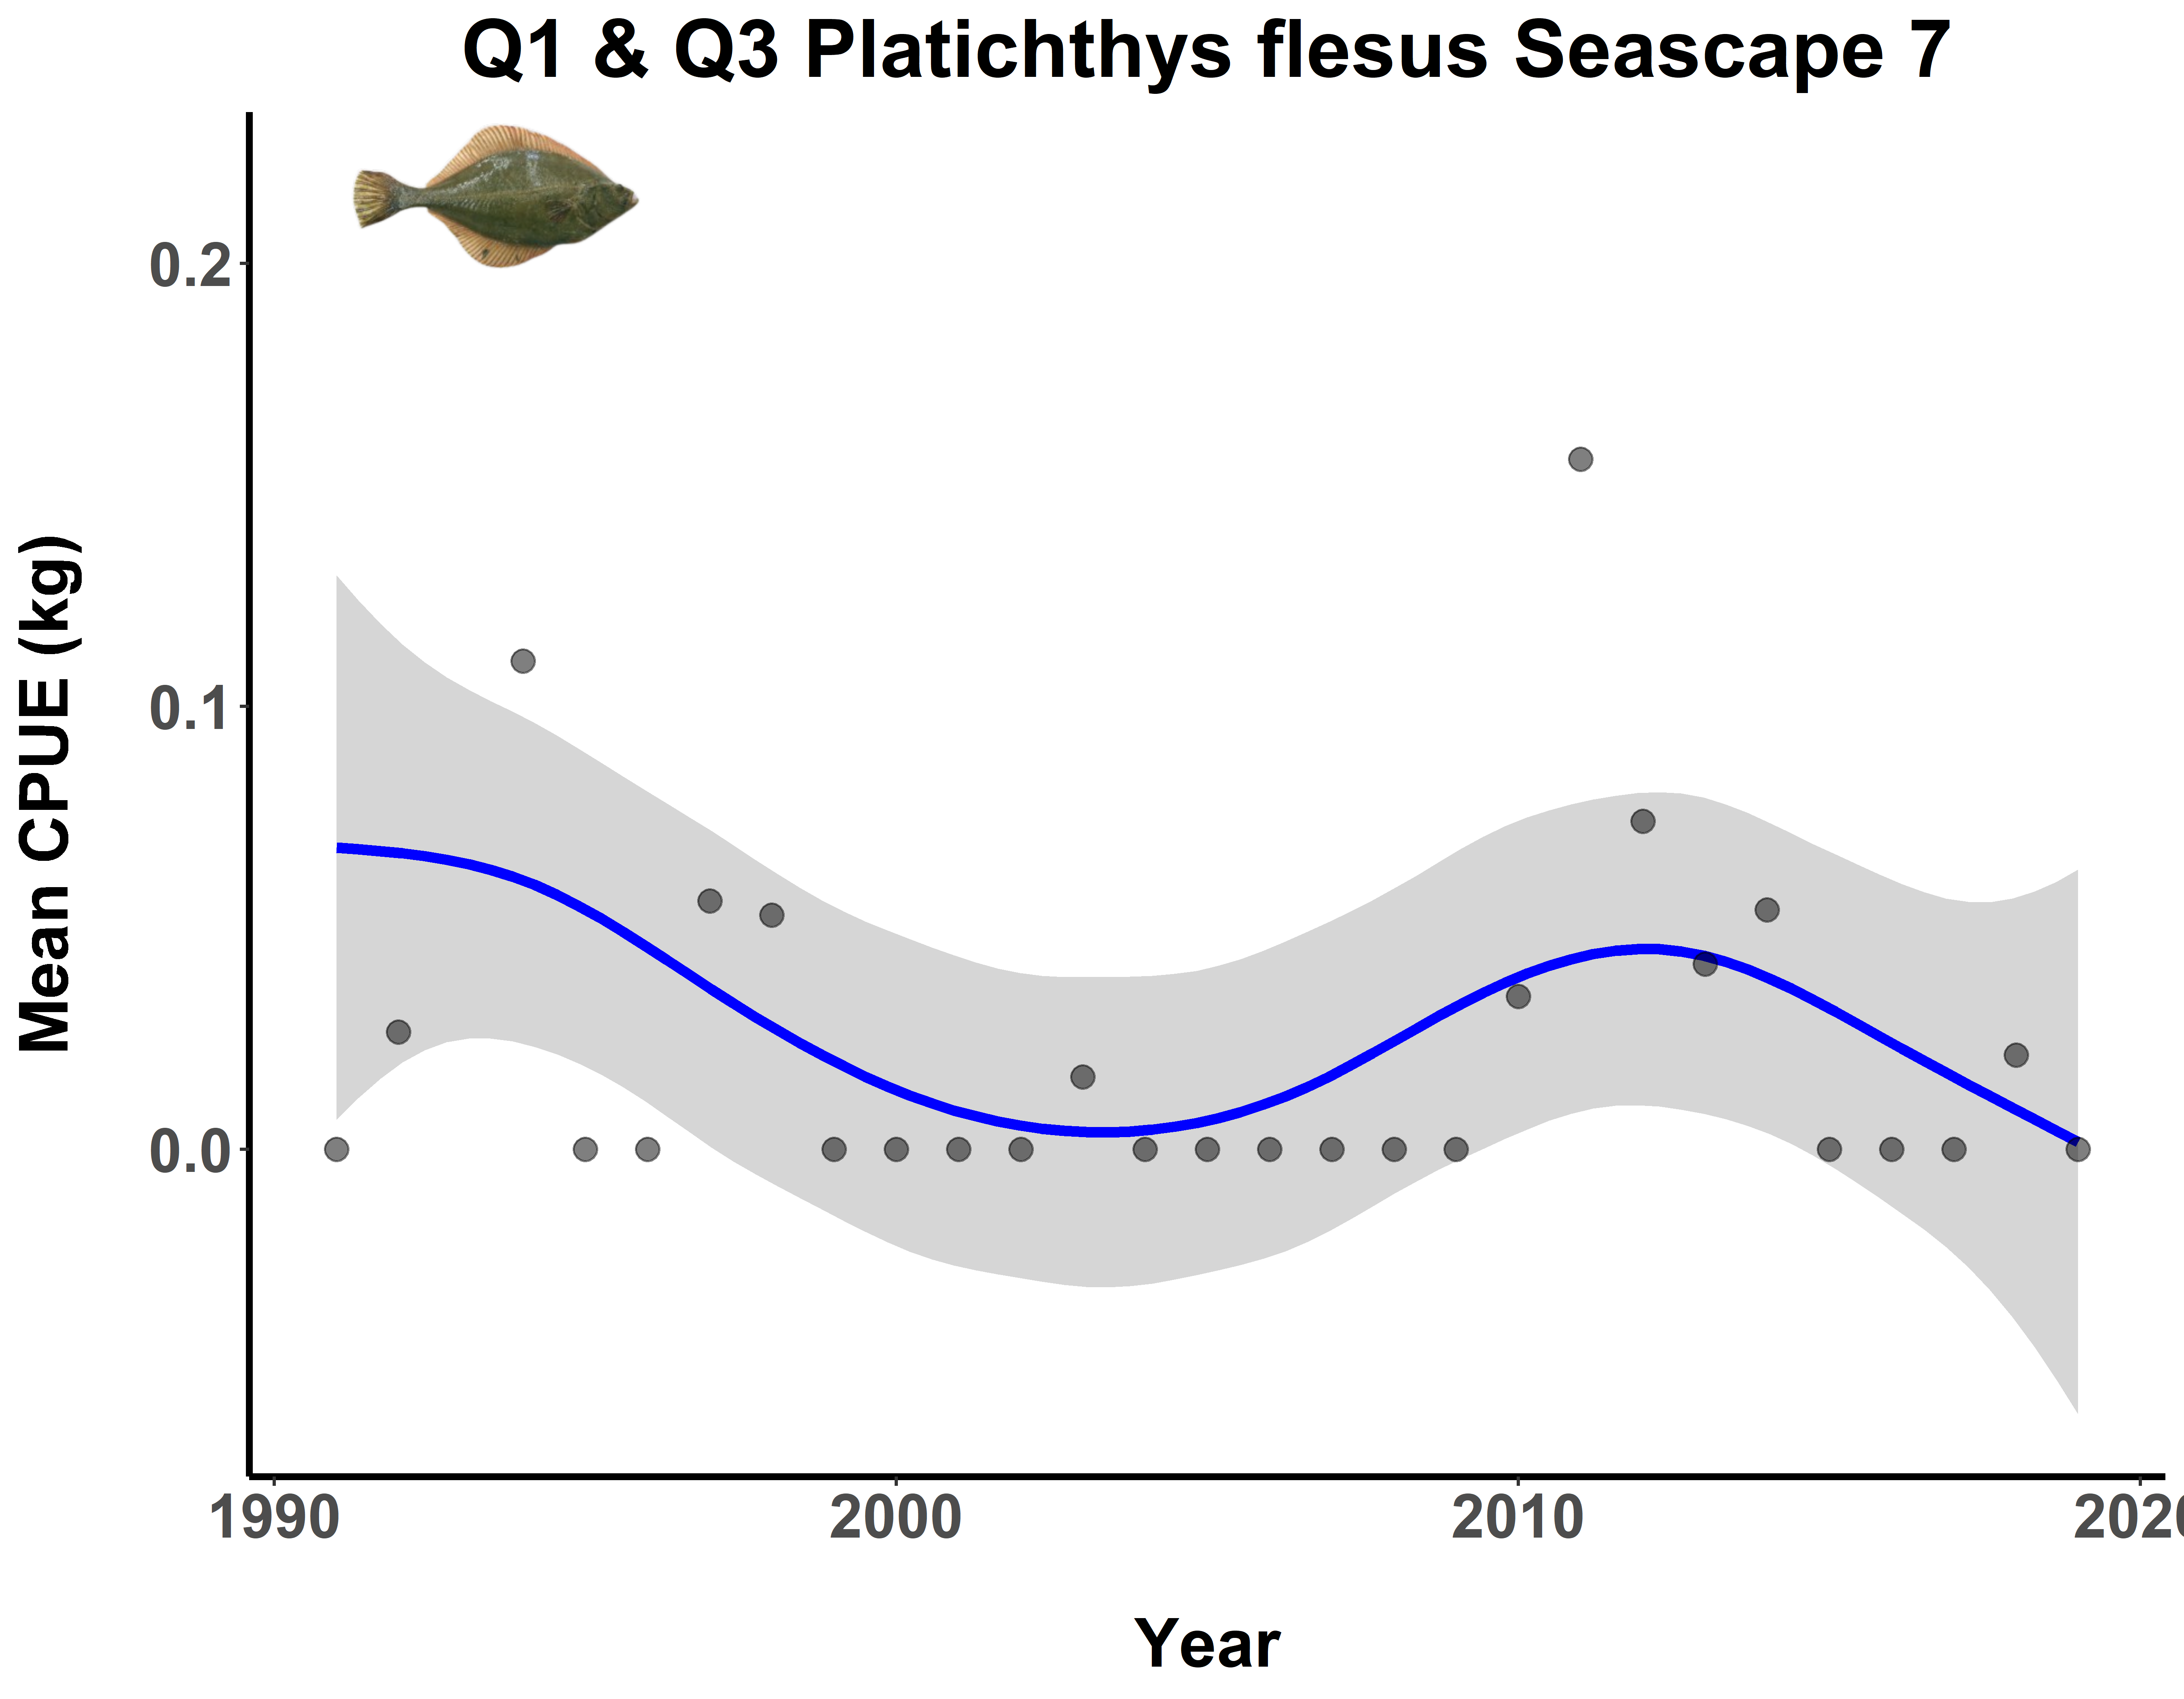 Q1 & Q3 Platichthys flesus Seascape 7
Mean CPUE (kg)
0.2
0.1
0.0
1990 2000 2010 2020
Year